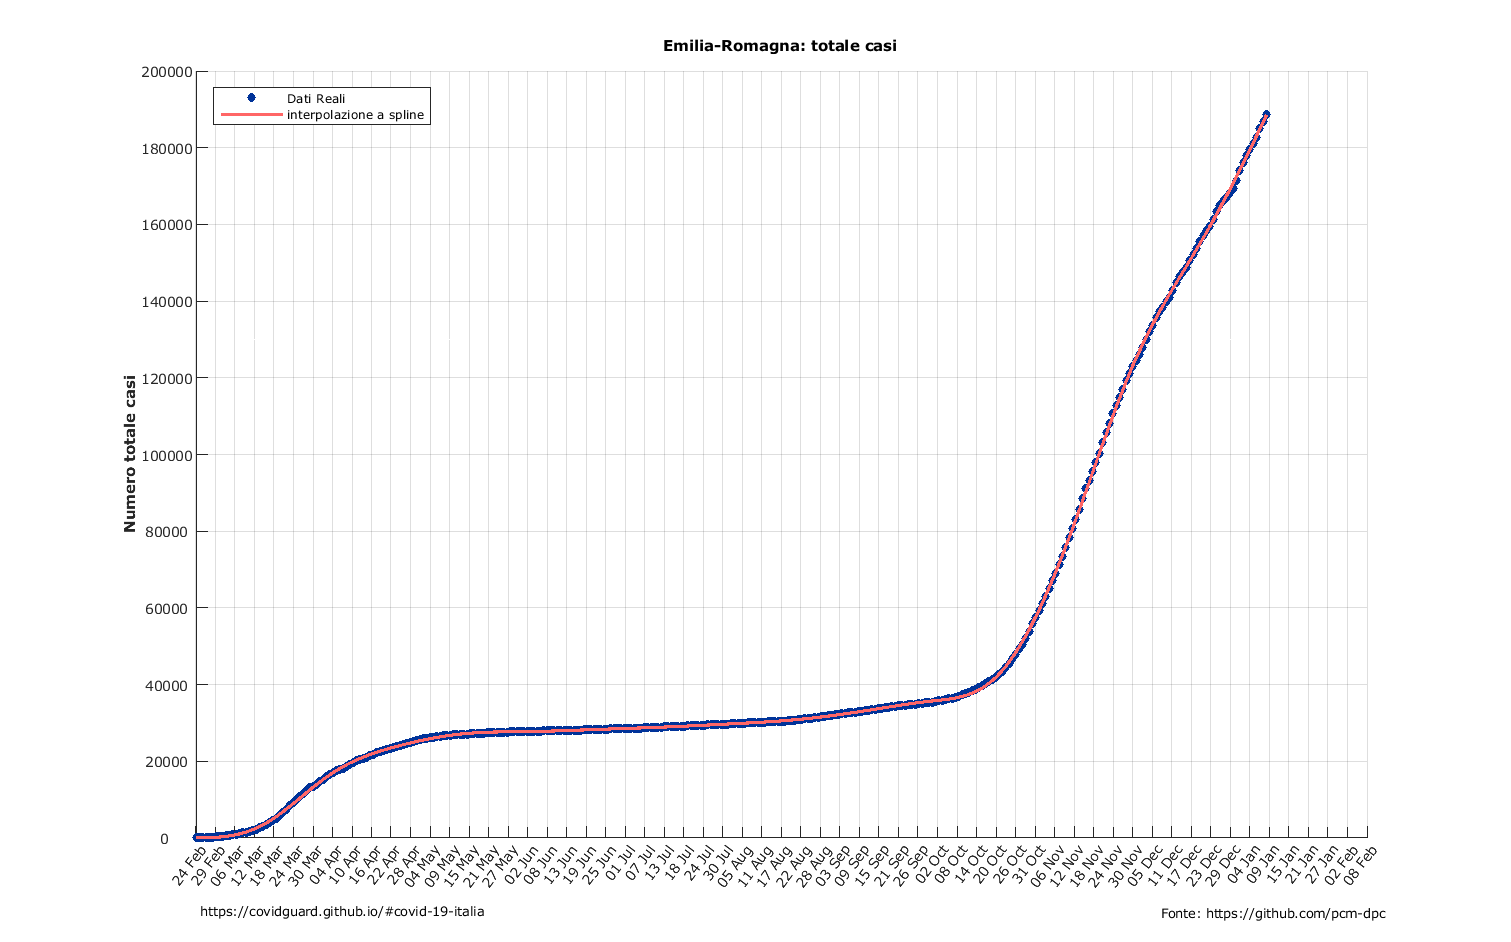 Emilia-Romagna: totale casi
200000
180000
160000
140000
120000
100000
80000
60000
40000
20000
0
Numero totale casi
Dati Reali
interpolazione a spline
24 Feb
29 Feb
06 Mar
12 Mar
18 Mar
24 Mar
30 Mar
04 Apr
10 Apr
16 Apr
22 Apr
28 Apr
04 May
09 May
15 May
21 May
27 May
02 Jun
08 Jun
13 Jun
19 Jun
25 Jun
01 Jul
07 Jul
13 Jul
18 Jul
24 Jul
30 Jul
05 Aug
11 Aug
17 Aug
22 Aug
28 Aug
03 Sep
09 Sep
15 Sep
21 Sep
26 Sep
02 Oct
08 Oct
14 Oct
20 Oct
26 Oct
31 Oct
06 Nov
12 Nov
18 Nov
24 Nov
30 Nov
05 Dec
11 Dec
17 Dec
23 Dec
29 Dec
04 Jan
09 Jan
15 Jan
21 Jan
27 Jan
02 Feb
08 Feb
https://covidguard.github.io/#covid-19-italia
Fonte: https://github.com/pcm-dpc